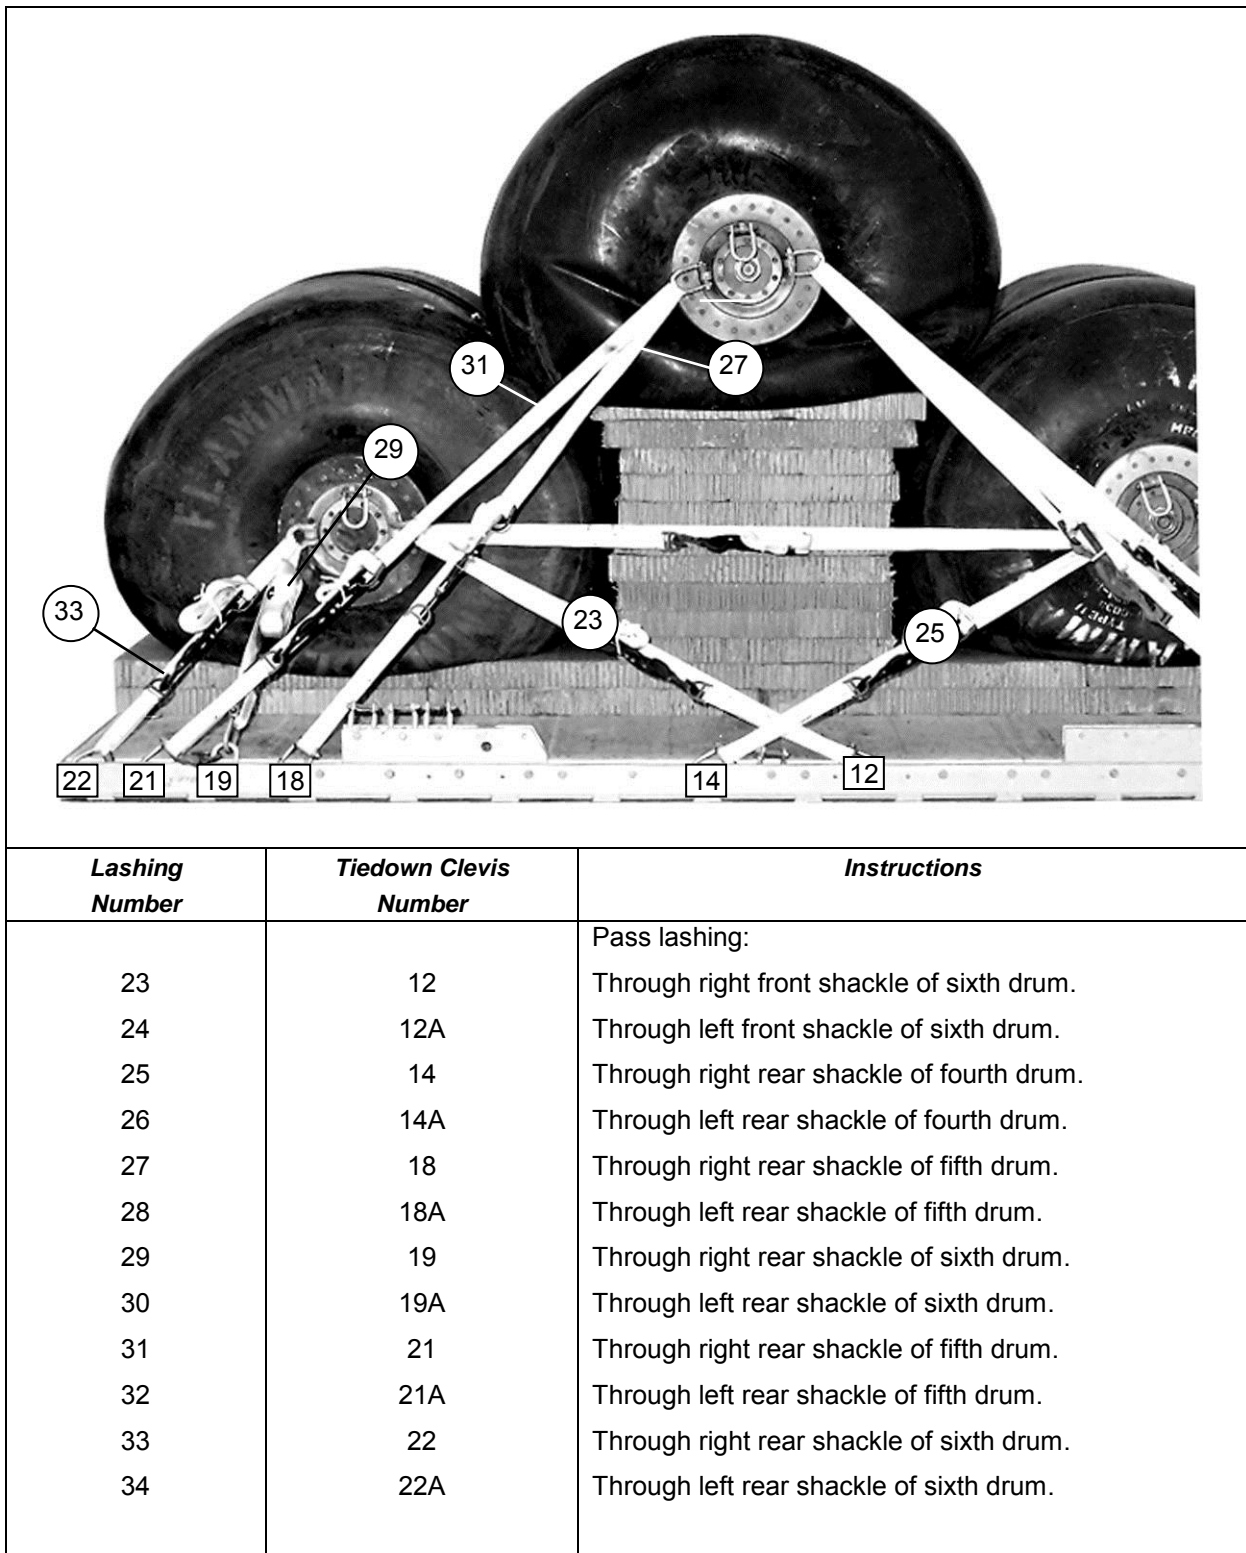 31
27
29
33
23
25
22
21
19
18
14
12
Lashing Number
Tiedown Clevis Number
Instructions
Pass lashing:
23 12 Through right front shackle of sixth drum.
24 12A Through left front shackle of sixth drum.
25 14 Through right rear shackle of fourth drum.
26 14A Through left rear shackle of fourth drum.
27 18 Through right rear shackle of fifth drum.
28 18A Through left rear shackle of fifth drum.
29 19 Through right rear shackle of sixth drum.
30 19A Through left rear shackle of sixth drum.
31 21 Through right rear shackle of fifth drum.
32 21A Through left rear shackle of fifth drum.
33 22 Through right rear shackle of sixth drum.
34 22A Through left rear shackle of sixth drum.